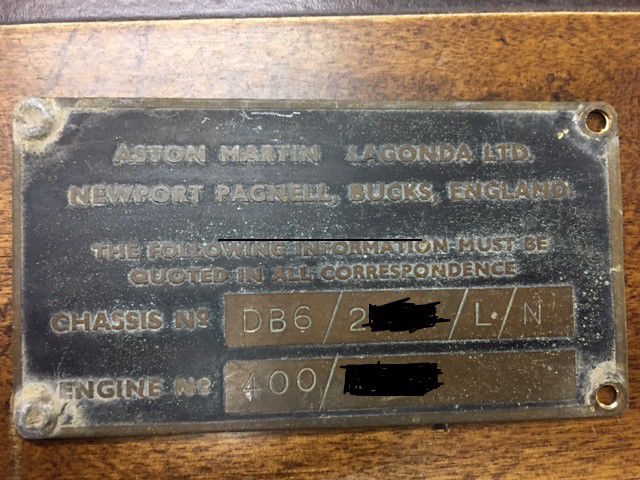 ASTON MARTIN LAGONDA LTD.
NEWPORT PAGNELL, BUCKS, ENGLAND.
THE FOLLOWING INFORMATION MUST BE
QUOTED IN ALL CORRESPONDENCE
CHASSIS Nº DB6/2 /L/N
ENGINE Nº 400/